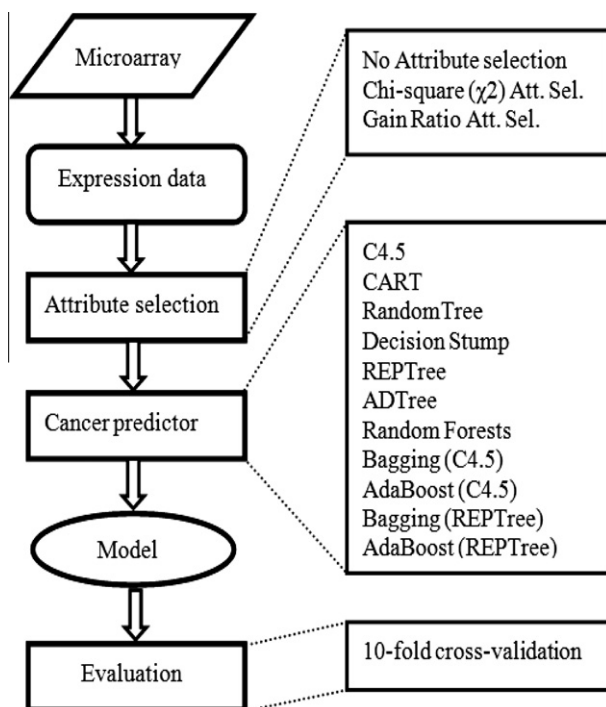 Microarray
Expression data
Attribute selection
Cancer predictor
Model
Evaluation
No Attribute selection
Chi-square (χ2) Att. Sel.
Gain Ratio Att. Sel.
C4.5
CART
RandomTree
Decision Stump
REPTree
ADTree
Random Forests
Bagging (C4.5)
AdaBoost (C4.5)
Bagging (REPTree)
AdaBoost (REPTree)
10-fold cross-validation